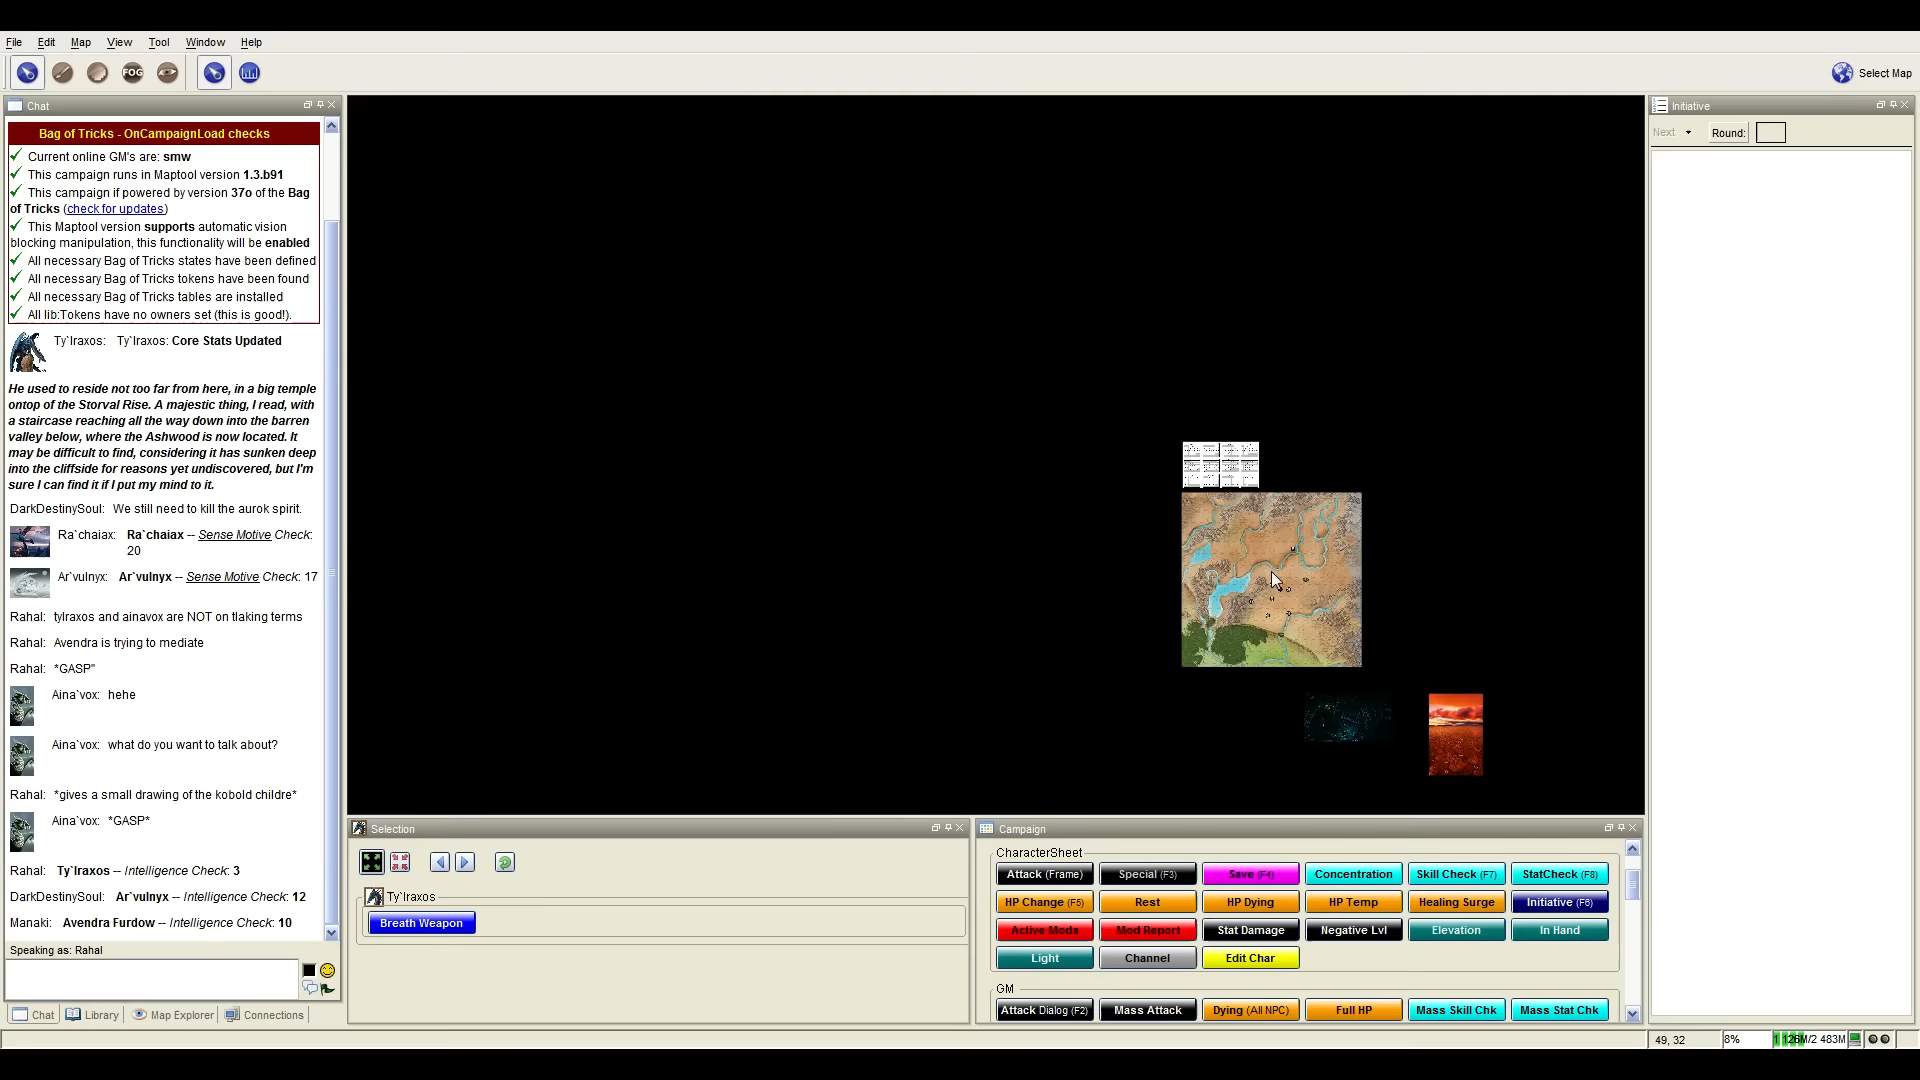 File Edit Map View Tool Window Help
FOG
Select Map
Chat
Bag of Tricks - OnCampaignLoad checks
Current online GM's are: smw
This campaign runs in Maptool version 1.3.b91
This campaign if powered by version 37o of the Bag
of Tricks (check for updates)
This Maptool version supports automatic vision
blocking manipulation, this functionality will be enabled
All necessary Bag of Tricks states have been defined
All necessary Bag of Tricks tokens have been found
All necessary Bag of Tricks tables are installed
All lib:Tokens have no owners set (this is good!).
Ty`Iraxos: Ty`Iraxos: Core Stats Updated
He used to reside not too far from here, in a big temple
ontop of the Storval Rise. A majestic thing, I read, with
a staircase reaching all the way down into the barren
valley below, where the Ashwood is now located. It
may be difficult to find, considering it has sunken deep
into the cliffside for reasons yet undiscovered, but I'm
sure I can find it if I put my mind to it.
DarkDestinySoul: We still need to kill the aurok spirit.
Ra`chaiax: Ra`chaiax -- Sense Motive Check:
20
Ar`vulnyx: Ar`vulnyx -- Sense Motive Check: 17
Rahal: tylraxos and ainavox are NOT on tlaking terms
Rahal: Avendra is trying to mediate
Rahal: *GASP"
Aina`vox: hehe
Aina`vox: what do you want to talk about?
Rahal: *gives a small drawing of the kobold childre*
Aina`vox: *GASP*
Rahal: Ty`Iraxos -- Intelligence Check: 3
DarkDestinySoul: Ar`vulnyx -- Intelligence Check: 12
Manaki: Avendra Furdow -- Intelligence Check: 10
Speaking as: Rahal
Chat Library Map Explorer Connections
Selection
Ty`Iraxos
Breath Weapon
Campaign
CharacterSheet
Attack (Frame) Special (F3) Save (F4) Concentration Skill Check (F7) StatCheck (F8)
HP Change (F5) Rest HP Dying HP Temp Healing Surge Initiative (F6)
Active Mods Mod Report Stat Damage Negative Lvl Elevation In Hand
Light Channel Edit Char
GM
Attack Dialog (F2) Mass Attack Dying (All NPC) Full HP Mass Skill Chk Mass Stat Chk
Initiative
Next Round:
49, 32 8% 1 126M/2 483M